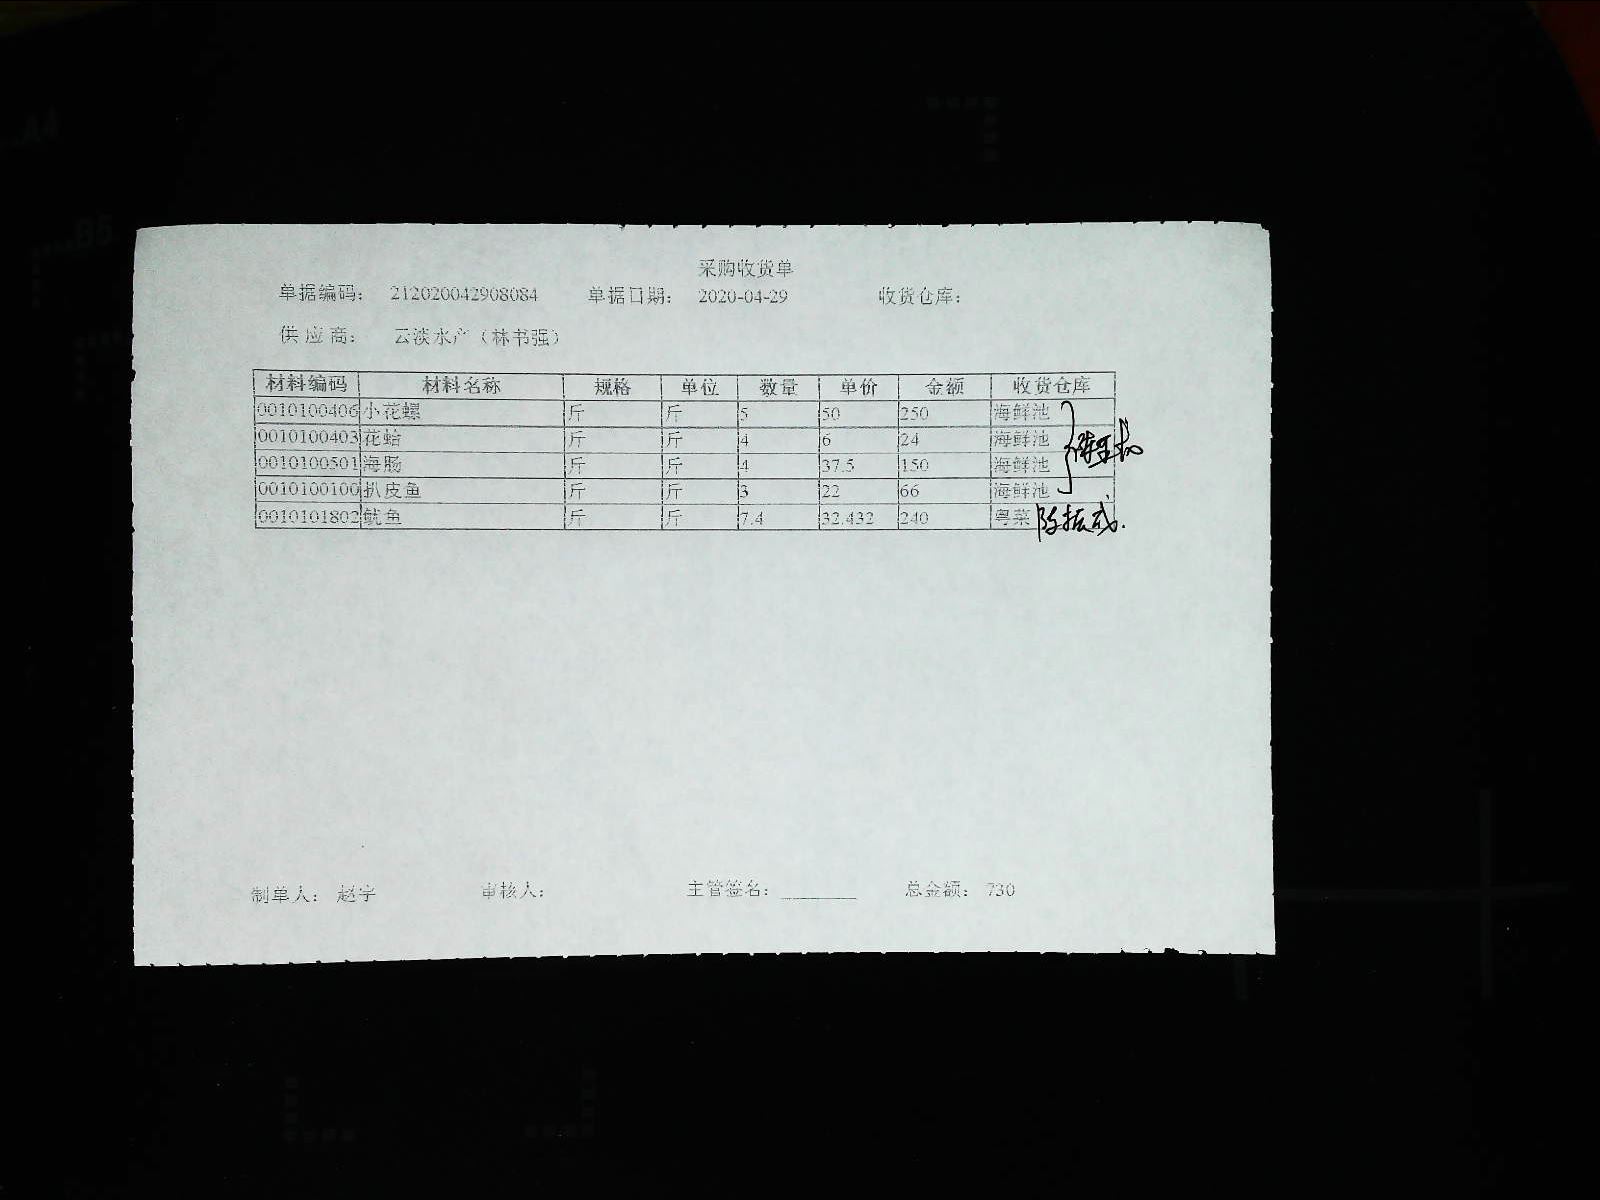 采购收货单
单据编码： 212020042908084 单据日期： 2020-04-29 收货仓库：
供应商： 云淡水产（林书强）
材料编码 材料名称 规格 单位 数量 单价 金额 收货仓库
0010100406 小花螺 斤 斤 5 50 250 海鲜池
0010100403 花蛤 斤 斤 4 6 24 海鲜池
0010100501 海肠 斤 斤 4 37.5 150 海鲜池
0010100100 扒皮鱼 斤 斤 3 22 66 海鲜池
0010101802 鱿鱼 斤 斤 7.4 32.432 240 粤菜
制单人： 赵宇 审核人： 主管签名： 总金额： 730